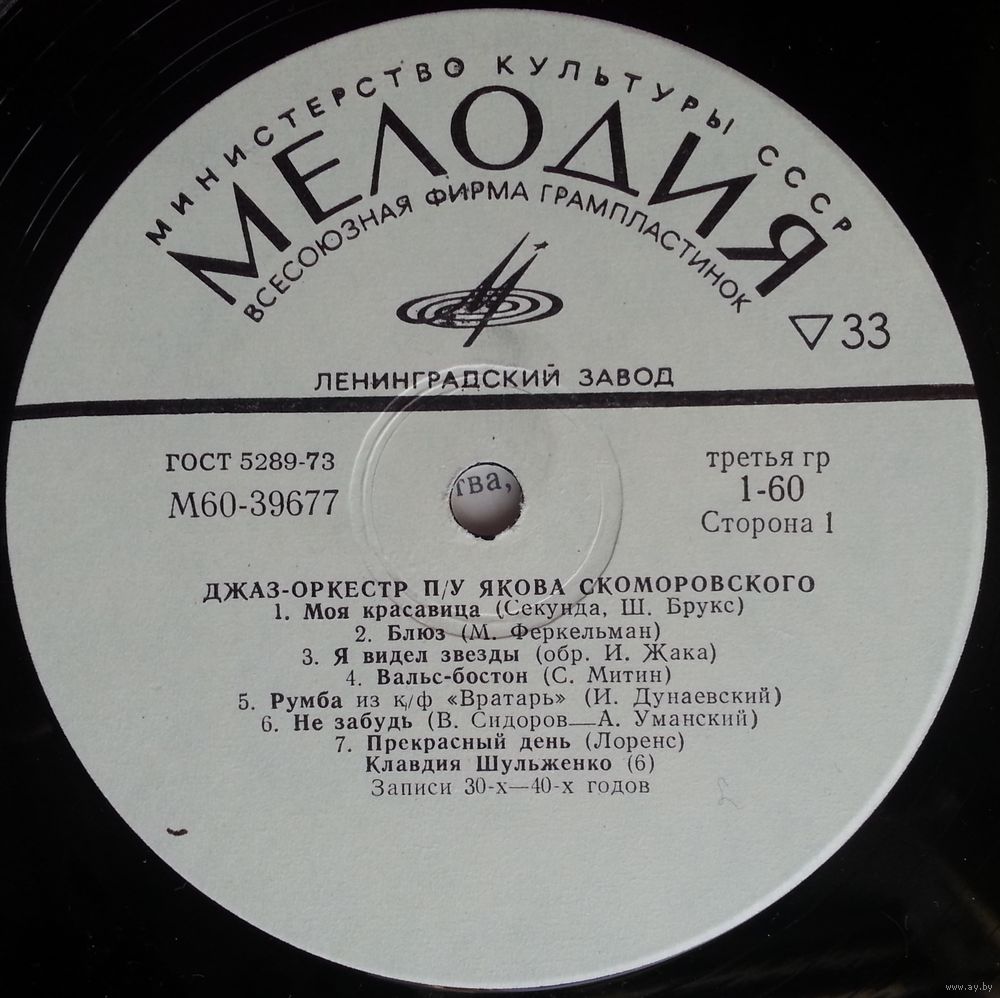 МИНИСТЕРСТВО КУЛЬТУРЫ СССР
МЕЛОДИЯ
ВСЕСОЮЗНАЯ ФИРМА ГРАМПЛАСТИНОК
33
ЛЕНИНГРАДСКИЙ ЗАВОД
ГОСТ 5289-73
М60-39677
тва,
третья гр
1-60
Сторона 1
ДЖАЗ-ОРКЕСТР П/У ЯКОВА СКОМОРОВСКОГО
1. Моя красавица (Секунда, Ш. Брукс)
2. Блюз (М. Феркельман)
3. Я видел звезды (обр. И. Жака)
4. Вальс-бостон (С. Митин)
5. Румба из к/ф «Вратарь» (И. Дунаевский)
6. Не забудь (В. Сидоров—А. Уманский)
7. Прекрасный день (Лоренс)
Клавдия Шульженко (6)
Записи 30-х—40-х годов
www.ay.by